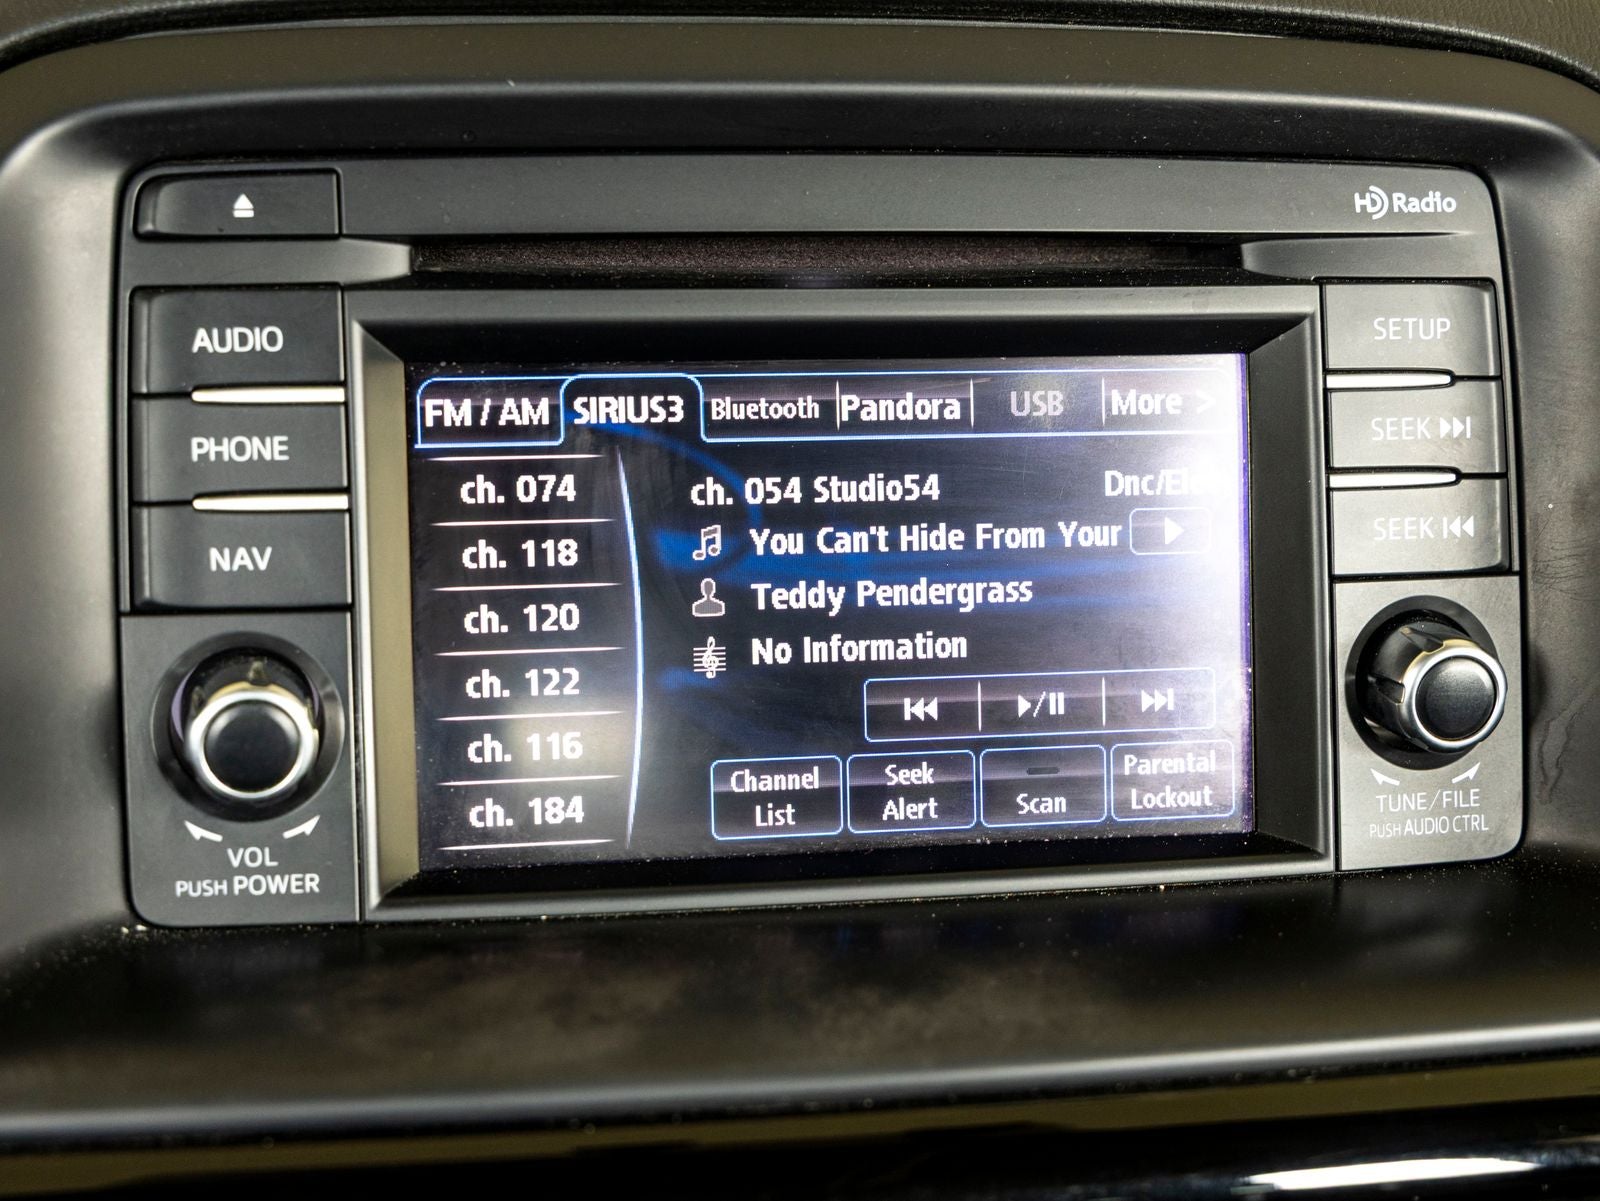 HD Radio
AUDIO
PHONE
NAV
VOL
PUSH POWER
FM / AM
SIRIUS3
Bluetooth
Pandora
USB
More >
ch. 074
ch. 118
ch. 120
ch. 122
ch. 116
ch. 184
ch. 054 Studio54
You Can't Hide From Your
Teddy Pendergrass
No Information
Channel
List
Seek
Alert
Scan
Parental
Lockout
SETUP
SEEK
SEEK
TUNE/FILE
PUSH AUDIO CTRL